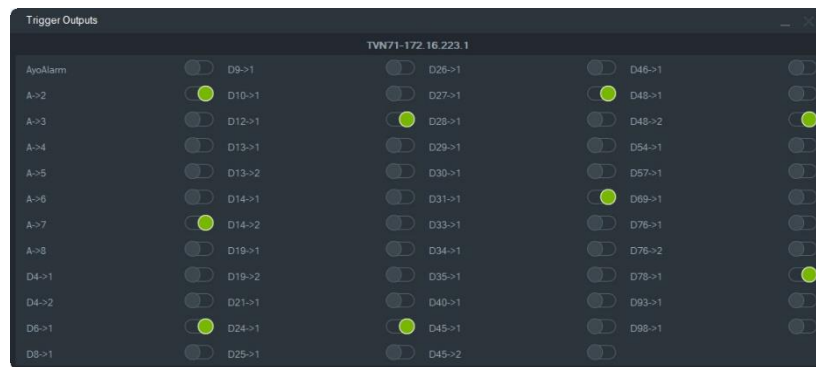 Trigger Outputs
TVN71-172.16.223.1
AyoAlarm D9->1 D26->1 D46->1
A->2 D10->1 D27->1 D48->1
A->3 D12->1 D28->1 D48->2
A->4 D13->1 D29->1 D54->1
A->5 D13->2 D30->1 D57->1
A->6 D14->1 D31->1 D69->1
A->7 D14->2 D33->1 D76->1
A->8 D19->1 D34->1 D76->2
D4->1 D19->2 D35->1 D78->1
D4->2 D21->1 D40->1 D93->1
D6->1 D24->1 D45->1 D98->1
D8->1 D25->1 D45->2